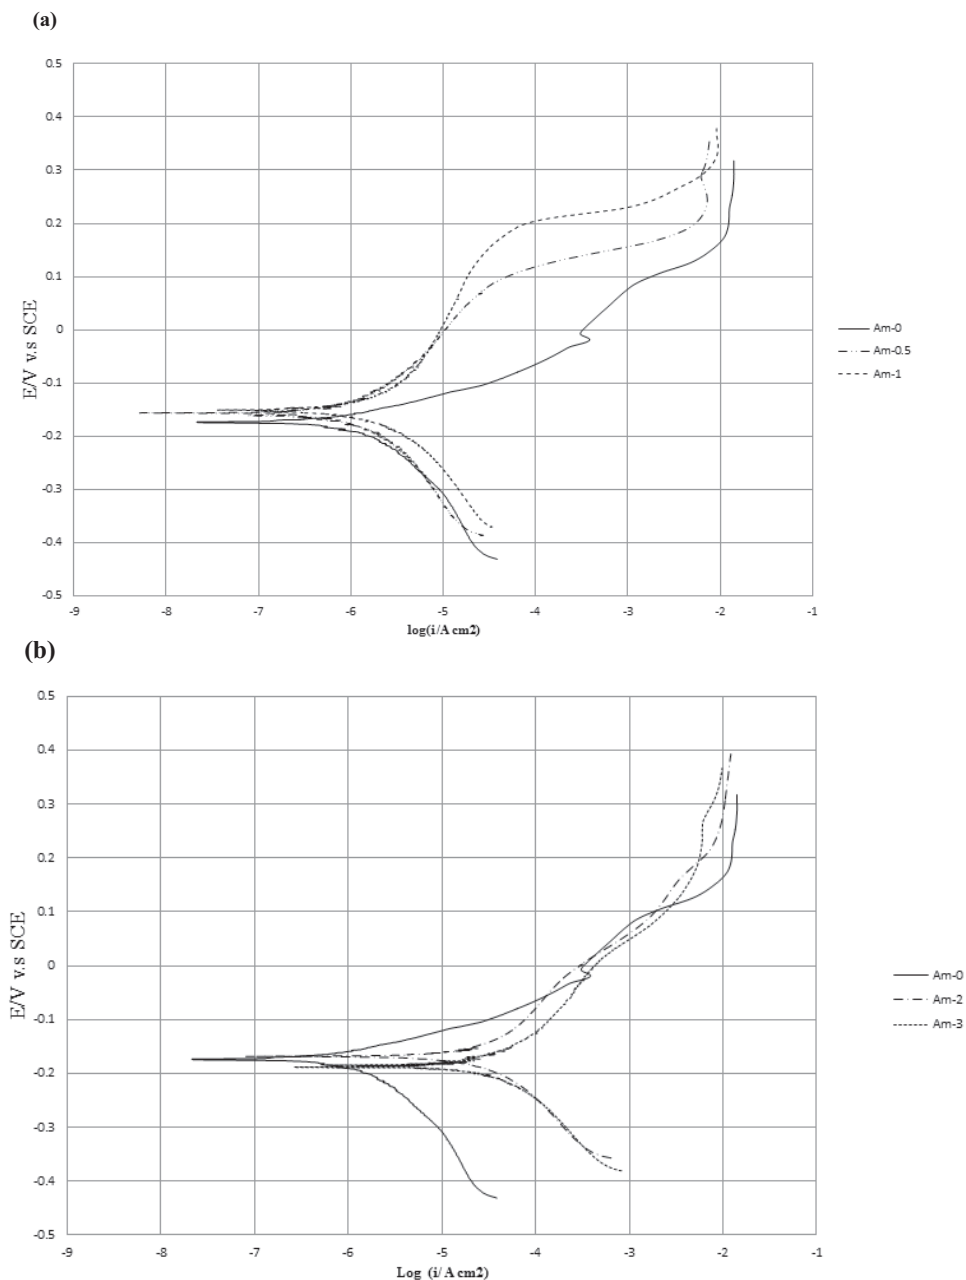 (a)
0.5
0.4
0.3
0.2
0.1
0
-0.1
-0.2
-0.3
-0.4
-0.5
E/V v.s SCE
-9 -8 -7 -6 -5 -4 -3 -2 -1
log(i/A cm2)
Am-0
Am-0.5
Am-1
(b)
0.5
0.4
0.3
0.2
0.1
0
-0.1
-0.2
-0.3
-0.4
-0.5
E/V v.s SCE
-9 -8 -7 -6 -5 -4 -3 -2 -1
Log (i/A cm2)
Am-0
Am-2
Am-3